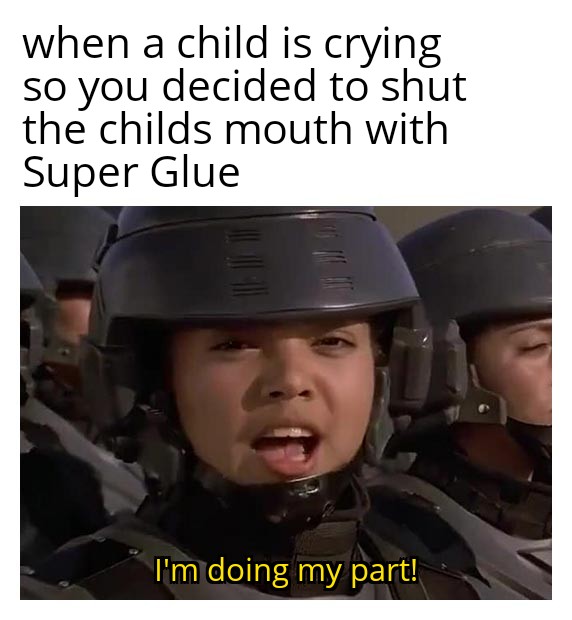 when a child is crying
so you decided to shut
the childs mouth with
Super Glue
I'm doing my part!